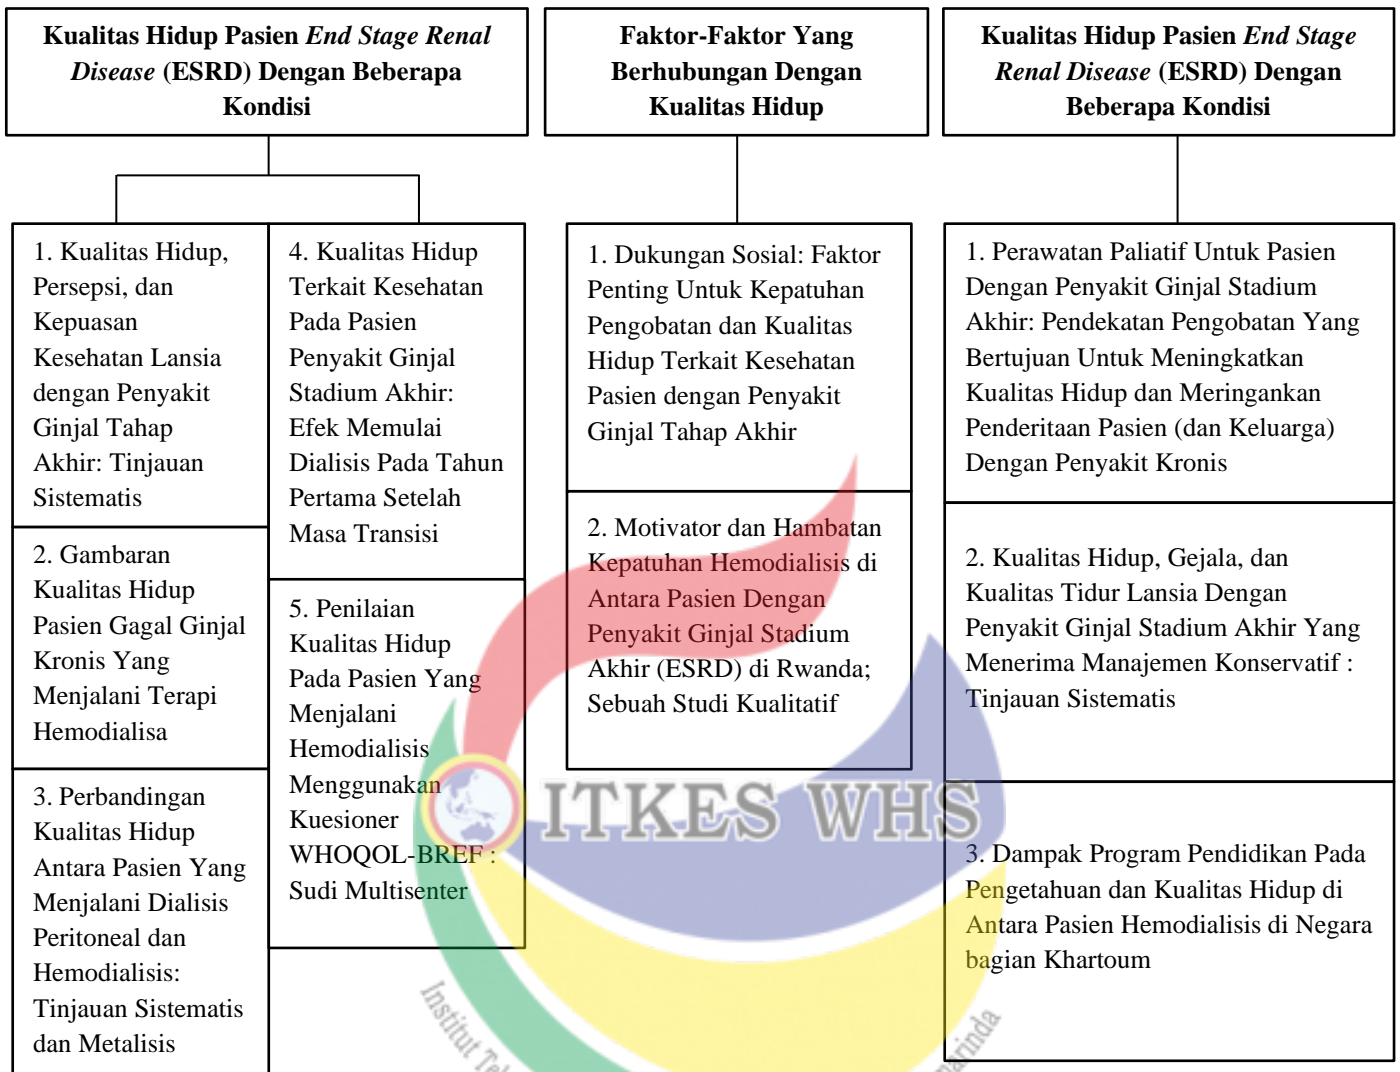 Kualitas Hidup Pasien End Stage Renal
Disease (ESRD) Dengan Beberapa
Kondisi
1. Kualitas Hidup,
Persepsi, dan
Kepuasan
Kesehatan Lansia
dengan Penyakit
Ginjal Tahap
Akhir: Tinjauan
Sistematis
2. Gambaran
Kualitas Hidup
Pasien Gagal Ginjal
Kronis Yang
Menjalani Terapi
Hemodialisa
3. Perbandingan
Kualitas Hidup
Antara Pasien Yang
Menjalani Dialisis
Peritoneal dan
Hemodialisis:
Tinjauan Sistematis
dan Metalisis
4. Kualitas Hidup
Terkait Kesehatan
Pada Pasien
Penyakit Ginjal
Stadium Akhir:
Efek Memulai
Dialisis Pada Tahun
Pertama Setelah
Masa Transisi
5. Penilaian
Kualitas Hidup
Pada Pasien Yang
Menjalani
Hemodialisis
Menggunakan
Kuesioner
WHOQOL-BREF :
Sudi Multisenter
Faktor-Faktor Yang
Berhubungan Dengan
Kualitas Hidup
1. Dukungan Sosial: Faktor
Penting Untuk Kepatuhan
Pengobatan dan Kualitas
Hidup Terkait Kesehatan
Pasien dengan Penyakit
Ginjal Tahap Akhir
2. Motivator dan Hambatan
Kepatuhan Hemodialisis di
Antara Pasien Dengan
Penyakit Ginjal Stadium
Akhir (ESRD) di Rwanda;
Sebuah Studi Kualitatif
Kualitas Hidup Pasien End Stage
Renal Disease (ESRD) Dengan
Beberapa Kondisi
1. Perawatan Paliatif Untuk Pasien
Dengan Penyakit Ginjal Stadium
Akhir: Pendekatan Pengobatan Yang
Bertujuan Untuk Meningkatkan
Kualitas Hidup dan Meringankan
Penderitaan Pasien (dan Keluarga)
Dengan Penyakit Kronis
2. Kualitas Hidup, Gejala, dan
Kualitas Tidur Lansia Dengan
Penyakit Ginjal Stadium Akhir Yang
Menerima Manajemen Konservatif :
Tinjauan Sistematis
3. Dampak Program Pendidikan Pada
Pengetahuan dan Kualitas Hidup di
Antara Pasien Hemodialisis di Negara
bagian Khartoum
ITKES WHS
Institut